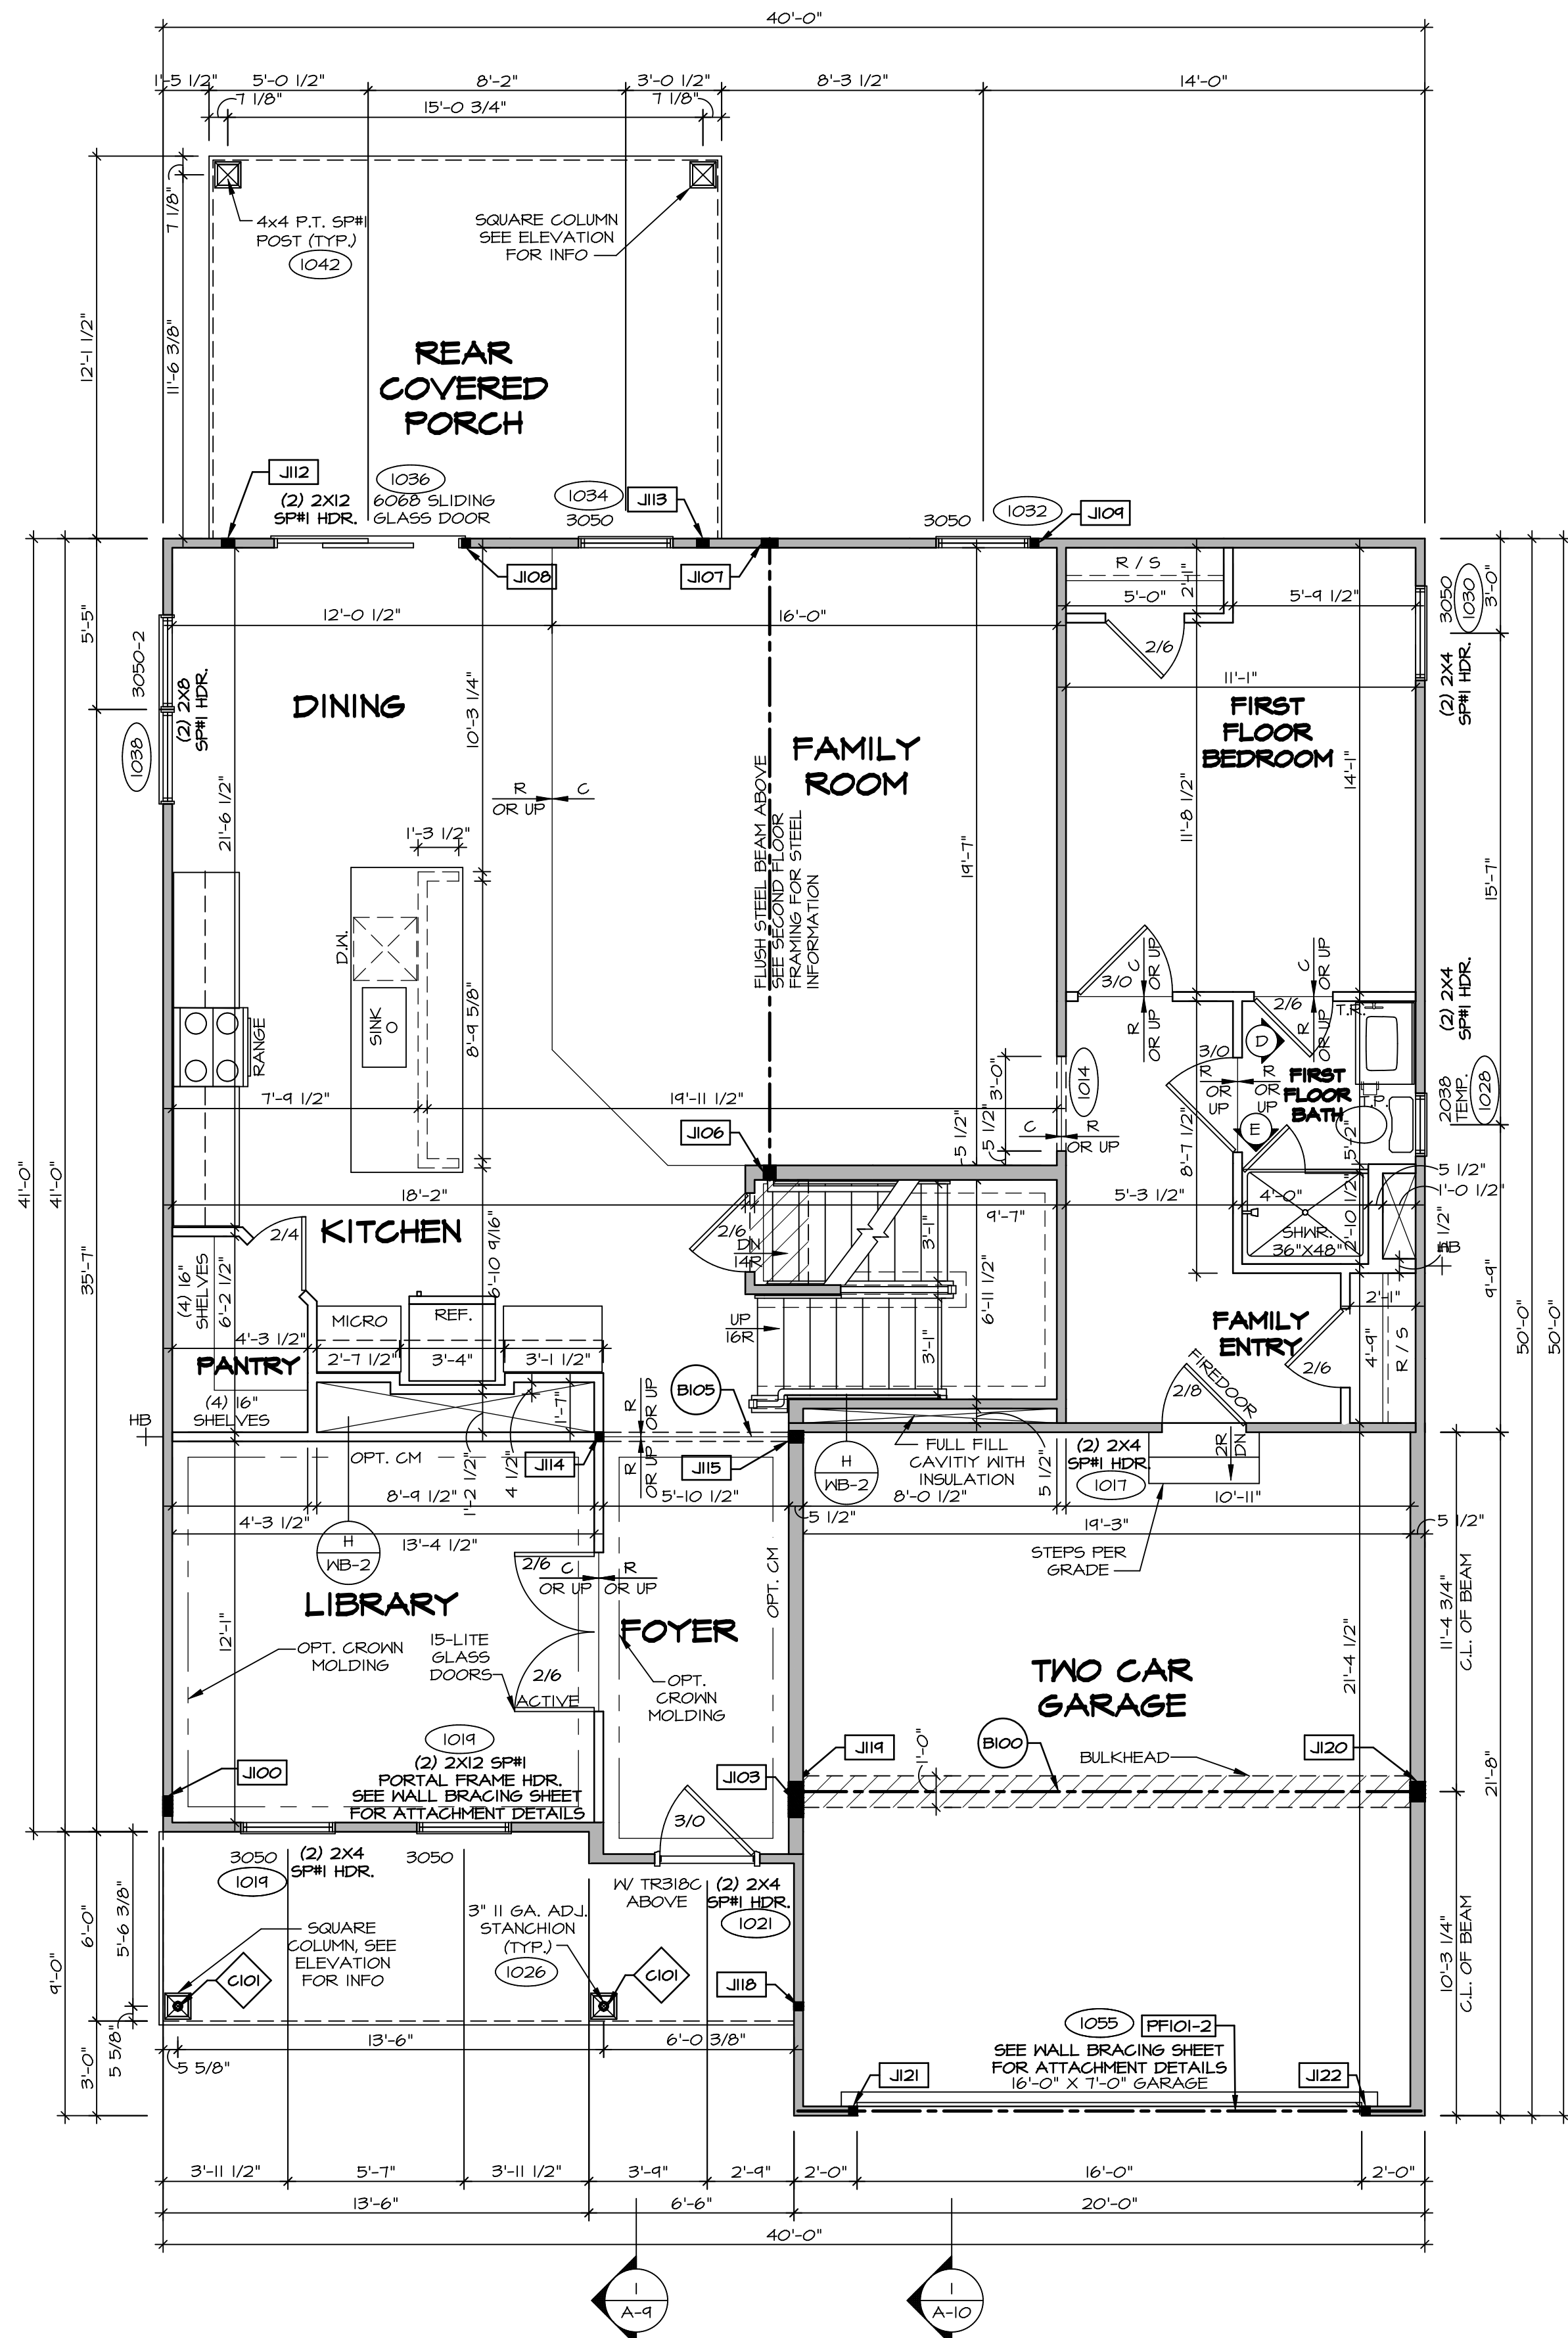 40'-0"
1'-5 1/2"
5'-0 1/2"
8'-2"
3'-0 1/2"
8'-3 1/2"
14'-0"
7 1/8"
15'-0 3/4"
7 1/8"
7 1/8"
12'-1 1/2"
11'-6 3/8"
4x4 P.T. SP#1
POST (TYP.)
1042
SQUARE COLUMN
SEE ELEVATION
FOR INFO
REAR
COVERED
PORCH
J112
1036
(2) 2X12
SP#1 HDR.
6068 SLIDING
GLASS DOOR
1034
3050
J113
3050
1032
J109
J108
J107
R / S
2'-1"
5'-0"
5'-9 1/2"
3050
1030
3'-0"
(2) 2X4
SP#1 HDR.
5'-5"
3050-2
1038
(2) 2X8
SP#1 HDR.
12'-0 1/2"
16'-0"
2/6
11'-1"
DINING
10'-3 1/4"
FAMILY
ROOM
FIRST
FLOOR
BEDROOM
14'-1"
11'-8 1/2"
R
OR UP
C
21'-6 1/2"
1'-3 1/2"
FLUSH STEEL BEAM ABOVE
SEE SECOND FLOOR
FRAMING FOR STEEL
INFORMATION
19'-7"
15'-7"
D.W.
SINK
RANGE
8'-9 5/8"
3/0
C
OR UP
R
OR UP
2/6
C
OR UP
R
OR UP
T.R.
(2) 2X4
SP#1 HDR.
D
3/0
R
OR
UP
R
OR
UP
FIRST
FLOOR
BATH
T.P.
2038
TEMP.
1028
7'-9 1/2"
19'-11 1/2"
3'-0"
1014
5 1/2"
5 1/2"
C
R
OR UP
J106
E
8'-7 1/2"
5'-2"
5 1/2"
1'-0 1/2"
18'-2"
9'-7"
5'-3 1/2"
4'-0"
2'-10 1/2"
SHWR.
36"X48"
HB
41'-0"
41'-0"
35'-7"
KITCHEN
2/4
6'-10 9/16"
2/6
DN
14R
3'-1"
6'-11 1/2"
3'-1"
UP
16R
(4) 16"
SHELVES
6'-2 1/2"
MICRO
REF.
4'-3 1/2"
2'-7 1/2"
3'-4"
3'-1 1/2"
PANTRY
(4) 16"
SHELVES
HB
1'-7"
B105
R
OR UP
R
OR UP
FAMILY
ENTRY
2'-1"
4'-9"
R / S
2/6
9'-9"
50'-0"
50'-0"
FIREDOOR
2/8
2R
DN
OPT. CM
J114
J115
1'-2 1/2"
4 1/2"
H
WB-2
FULL FILL
CAVITIY WITH
INSULATION
5 1/2"
(2) 2X4
SP#1 HDR.
1017
8'-9 1/2"
5'-10 1/2"
5 1/2"
8'-0 1/2"
10'-11"
4'-3 1/2"
13'-4 1/2"
19'-3"
5 1/2"
H
WB-2
2/6
C
OR UP
R
OR UP
OPT. CM
STEPS PER
GRADE
LIBRARY
FOYER
12'-1"
OPT. CROWN
MOLDING
15-LITE
GLASS
DOORS
2/6
ACTIVE
OPT.
CROWN
MOLDING
TWO CAR
GARAGE
21'-4 1/2"
11'-4 3/4"
C.L. OF BEAM
21'-8"
1019
(2) 2X12 SP#1
PORTAL FRAME HDR.
SEE WALL BRACING SHEET
FOR ATTACHMENT DETAILS
J100
J103
J119
1'-0"
B100
BULKHEAD
J120
3/0
3050
(2) 2X4
SP#1 HDR.
3050
1019
W/ TR318C
ABOVE
(2) 2X4
SP#1 HDR.
1021
9'-0"
6'-0"
5'-6 3/8"
SQUARE
COLUMN, SEE
ELEVATION
FOR INFO
C101
3" 11 GA. ADJ.
STANCHION
(TYP.)
1026
C101
J118
10'-3 1/4"
C.L. OF BEAM
3'-0"
5 5/8"
5 5/8"
13'-6"
6'-0 3/8"
1055
PF101-2
SEE WALL BRACING SHEET
FOR ATTACHMENT DETAILS
16'-0" X 7'-0" GARAGE
J121
J122
3'-11 1/2"
5'-7"
3'-11 1/2"
3'-9"
2'-9"
2'-0"
16'-0"
2'-0"
13'-6"
6'-6"
20'-0"
40'-0"
1
A-9
1
A-10